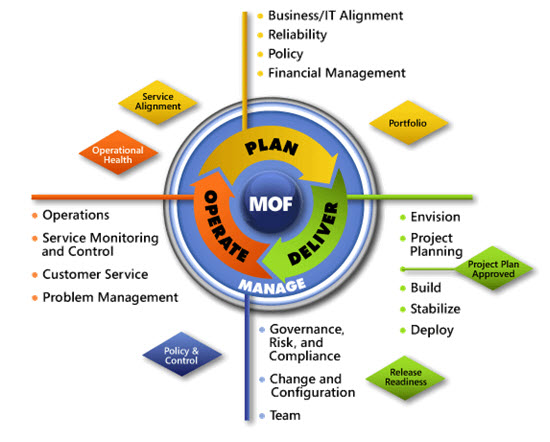 Business/IT Alignment
Reliability
Policy
Financial Management
Service
Alignment
Portfolio
Operational
Health
PLAN
DELIVER
OPERATE
MOF
MANAGE
Operations
Service Monitoring
and Control
Customer Service
Problem Management
Envision
Project
Planning
Project Plan
Approved
Build
Stabilize
Deploy
Policy &
Control
Governance,
Risk, and
Compliance
Change and
Configuration
Team
Release
Readiness